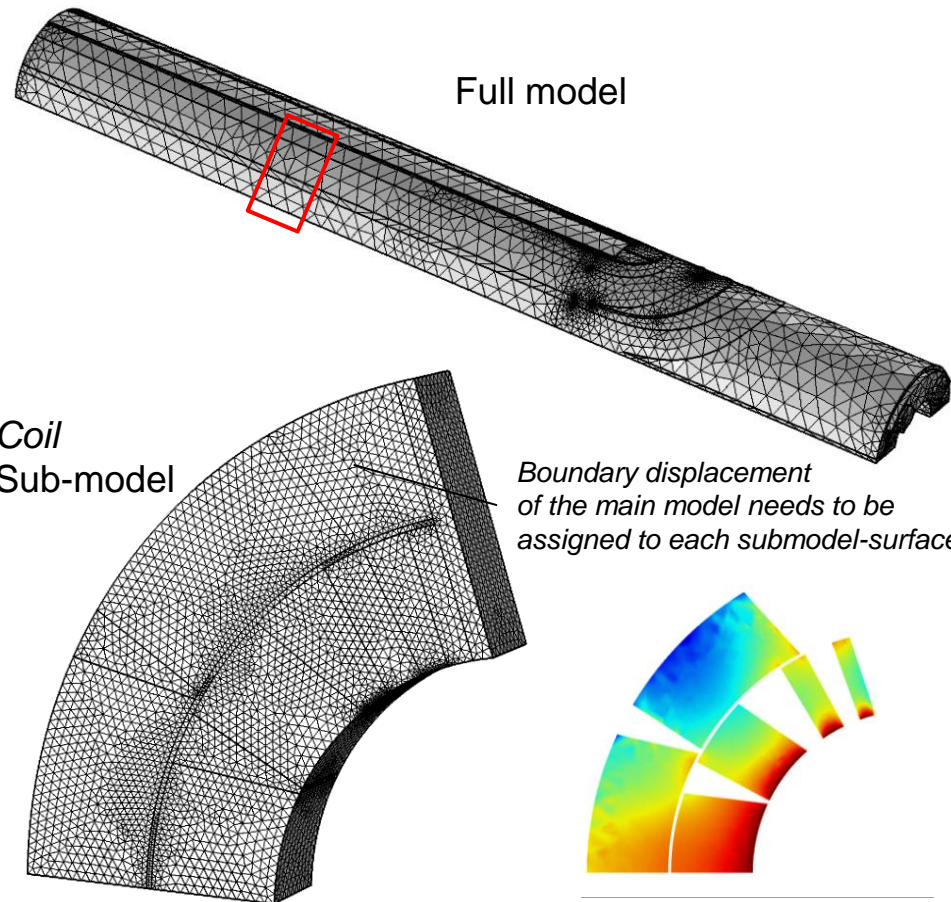 Full model
Coil
Sub-model
Boundary displacement
of the main model needs to be
assigned to each submodel-surface